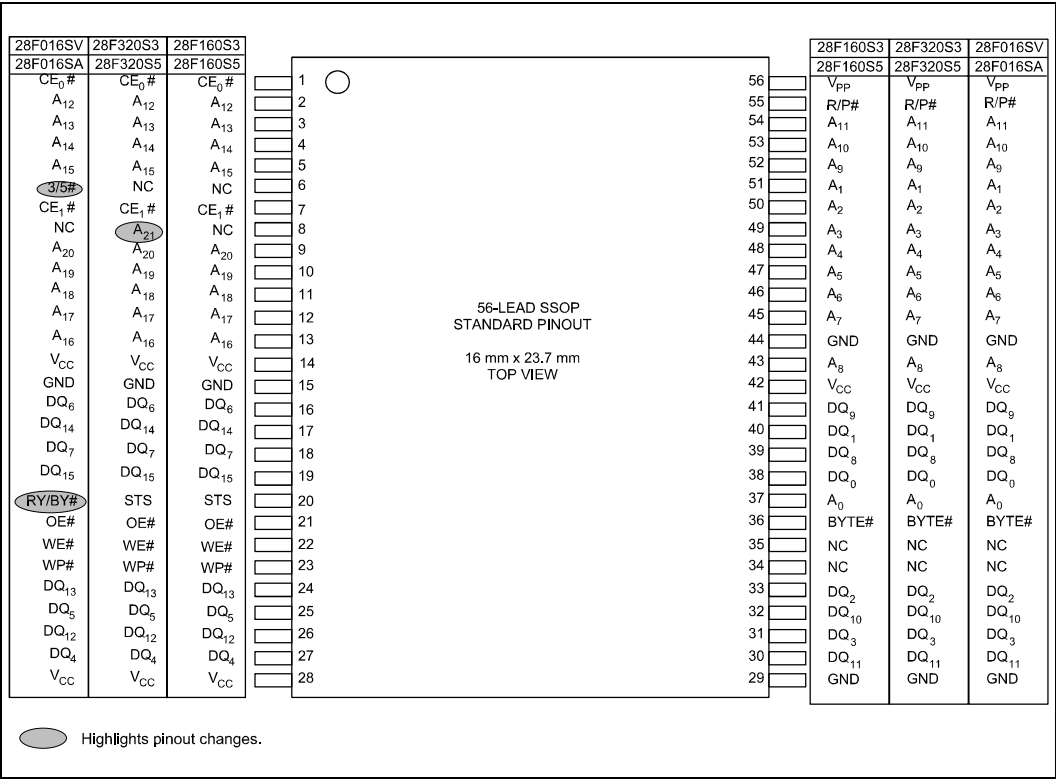 28F016SV 28F320S3 28F160S3 28F160S3 28F320S3 28F016SV
28F016SA 28F320S5 28F160S5 28F160S5 28F320S5 28F016SA
CE0# CE0# CE0# 1 56 VPP VPP VPP
A12 A12 A12 2 55 R/P# R/P# R/P#
A13 A13 A13 3 54 A11 A11 A11
A14 A14 A14 4 53 A10 A10 A10
A15 A15 A15 5 52 A9 A9 A9
3/5# NC NC 6 51 A1 A1 A1
CE1# CE1# CE1# 7 50 A2 A2 A2
NC A21 NC 8 49 A3 A3 A3
A20 A20 A20 9 48 A4 A4 A4
A19 A19 A19 10 47 A5 A5 A5
A18 A18 A18 11 46 A6 A6 A6
A17 A17 A17 12 45 A7 A7 A7
A16 A16 A16 13 44 GND GND GND
VCC VCC VCC 14 43 A8 A8 A8
GND GND GND 15 42 VCC VCC VCC
DQ6 DQ6 DQ6 16 41 DQ9 DQ9 DQ9
DQ14 DQ14 DQ14 17 40 DQ1 DQ1 DQ1
DQ7 DQ7 DQ7 18 39 DQ8 DQ8 DQ8
DQ15 DQ15 DQ15 19 38 DQ0 DQ0 DQ0
RY/BY# STS STS 20 37 A0 A0 A0
OE# OE# OE# 21 36 BYTE# BYTE# BYTE#
WE# WE# WE# 22 35 NC NC NC
WP# WP# WP# 23 34 NC NC NC
DQ13 DQ13 DQ13 24 33 DQ2 DQ2 DQ2
DQ5 DQ5 DQ5 25 32 DQ10 DQ10 DQ10
DQ12 DQ12 DQ12 26 31 DQ3 DQ3 DQ3
DQ4 DQ4 DQ4 27 30 DQ11 DQ11 DQ11
VCC VCC VCC 28 29 GND GND GND
56-LEAD SSOP
STANDARD PINOUT
16 mm x 23.7 mm
TOP VIEW
Highlights pinout changes.